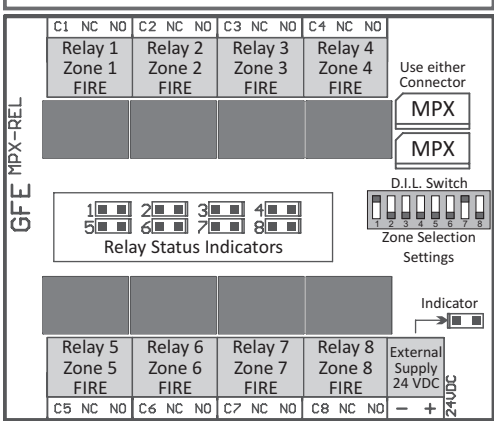 C1 NC NO C2 NC NO C3 NC NO C4 NC NO
Relay 1 Relay 2 Relay 3 Relay 4
Zone 1 Zone 2 Zone 3 Zone 4
FIRE FIRE FIRE FIRE
Use either
Connector
MPX
MPX
GFE MPX-REL
D.I.L. Switch
1 2 3 4 5 6 7 8
Zone Selection
Settings
1 2 3 4
5 6 7 8
Relay Status Indicators
Indicator
Relay 5 Relay 6 Relay 7 Relay 8
Zone 5 Zone 6 Zone 7 Zone 8
FIRE FIRE FIRE FIRE
External
Supply
24 VDC
C5 NC NO C6 NC NO C7 NC NO C8 NC NO - +
24VDC